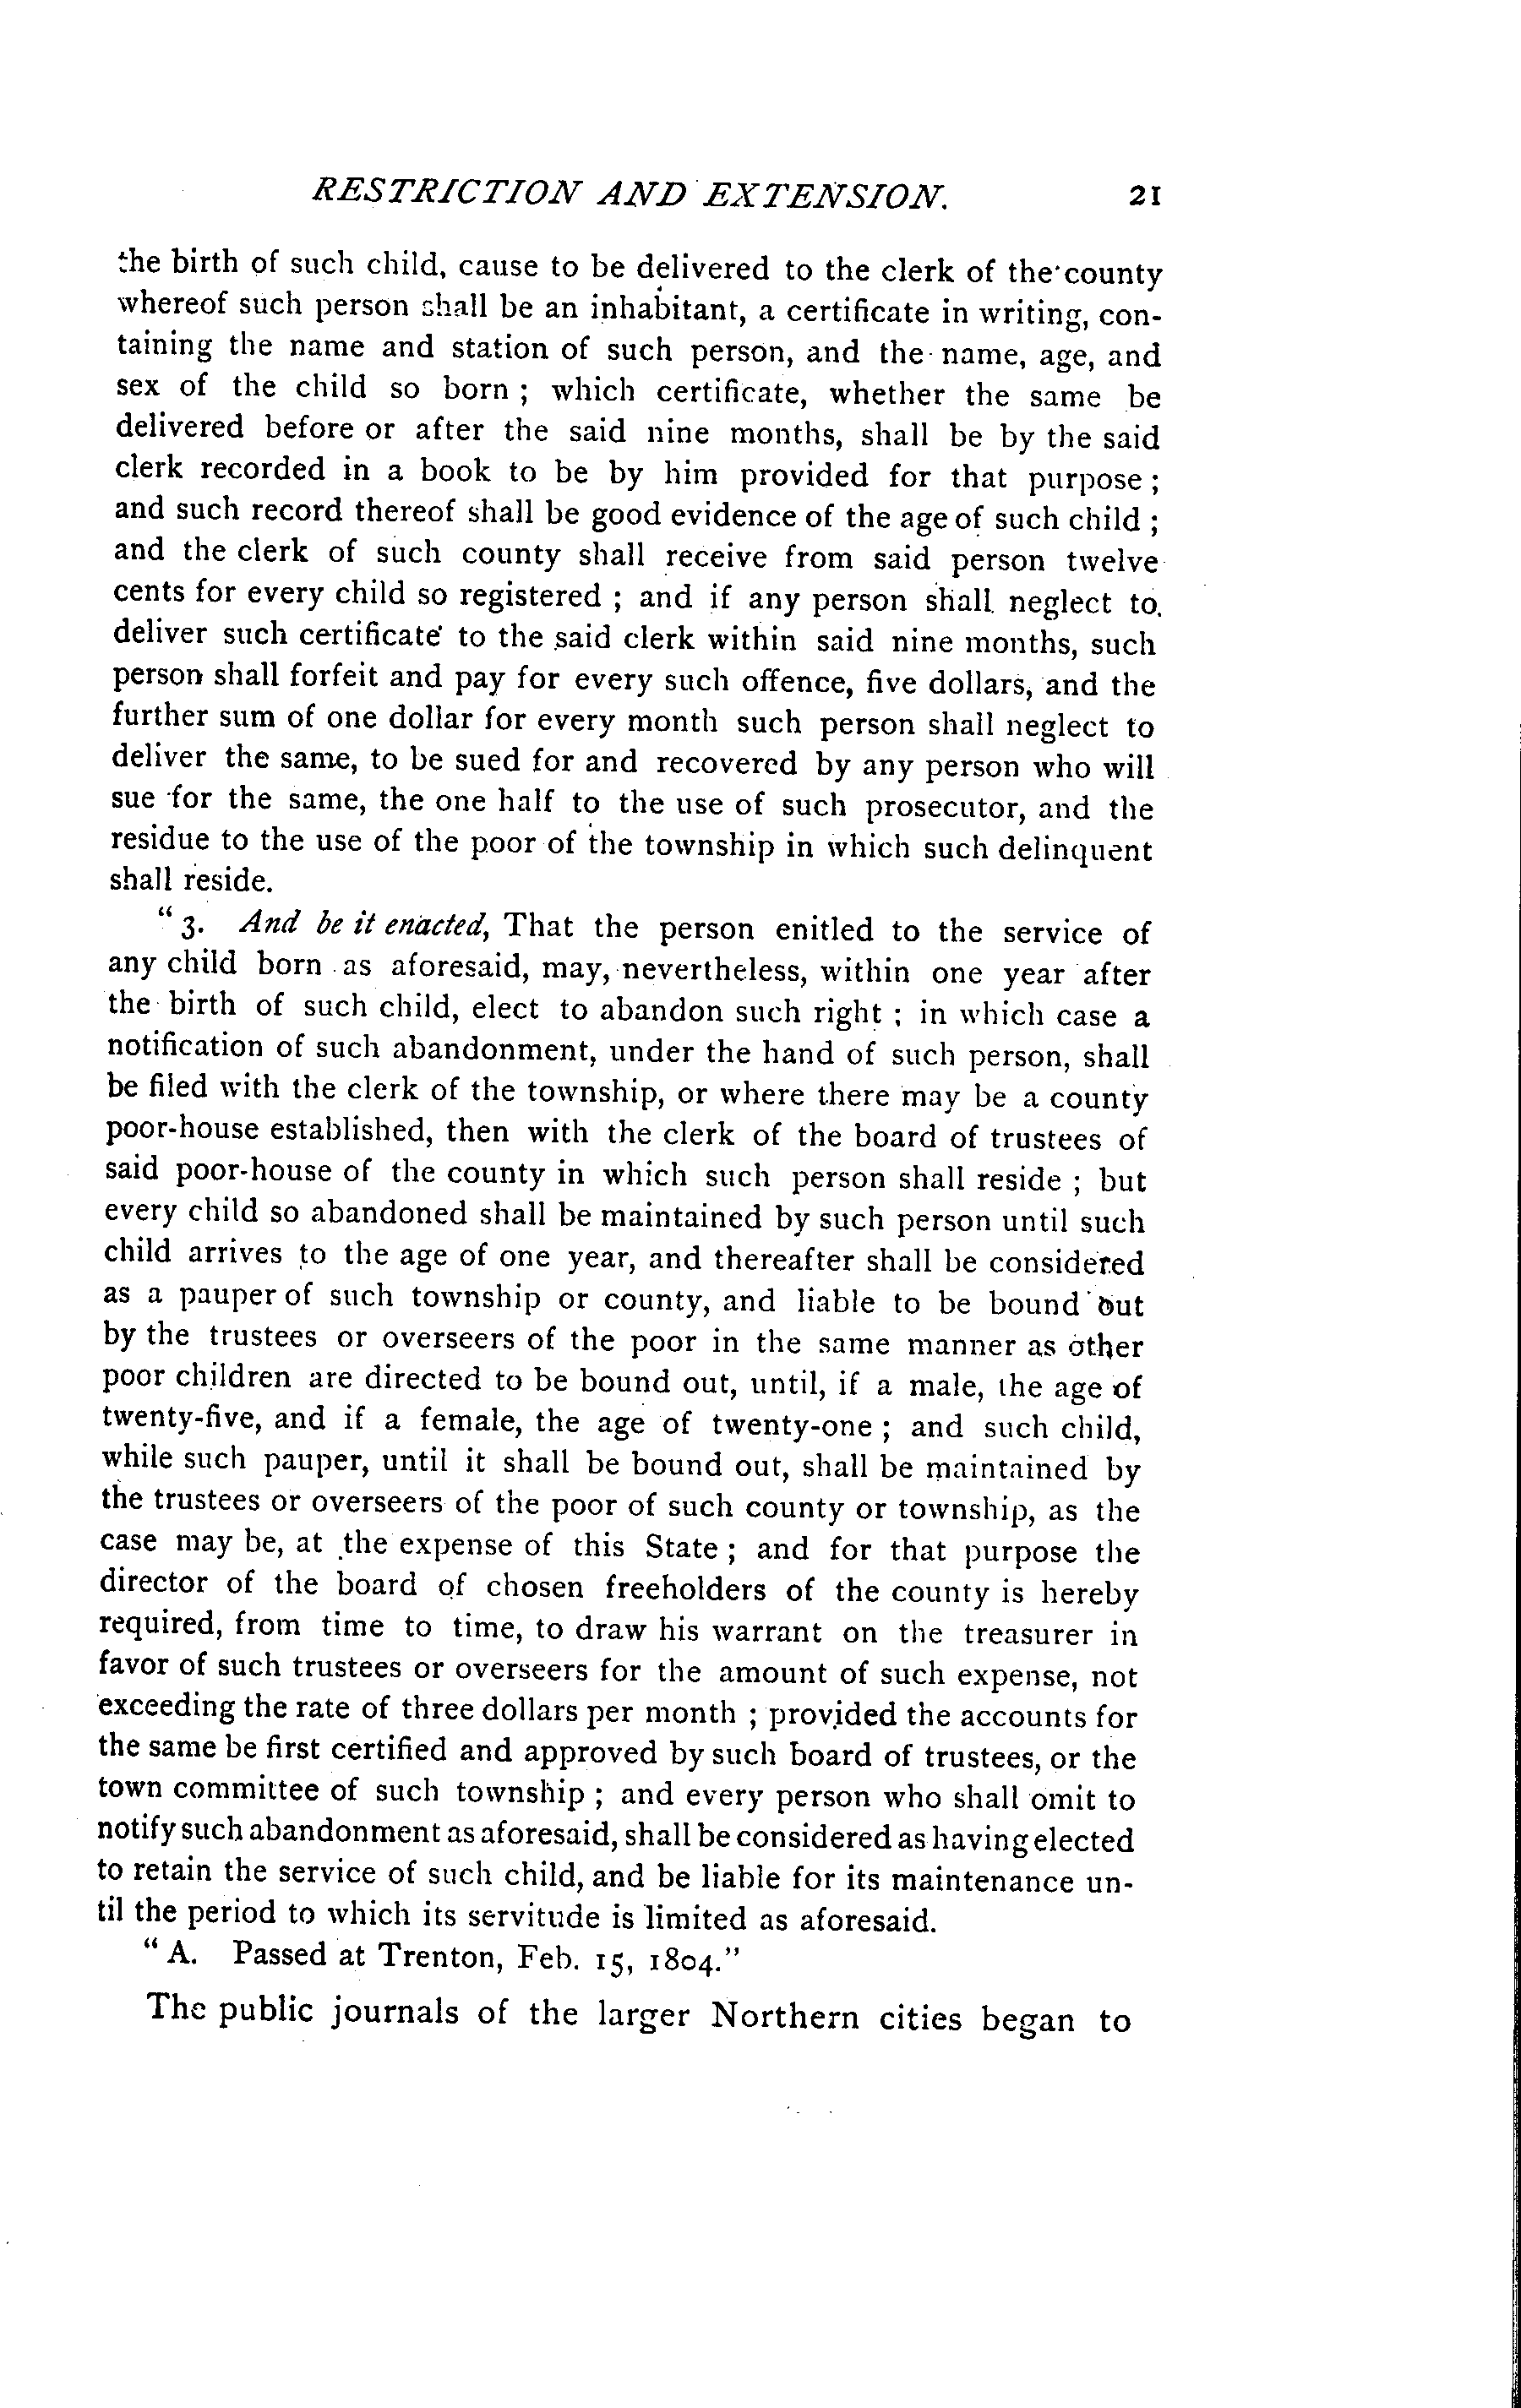 RESTRICTION AND EXTENSION. 21
the birth of such child, cause to be delivered to the clerk of the county
whereof such person shall be an inhabitant, a certificate in writing, con-
taining the name and station of such person, and the name, age, and
sex of the child so born ; which certificate, whether the same be
delivered before or after the said nine months, shall be by the said
clerk recorded in a book to be by him provided for that purpose ;
and such record thereof shall be good evidence of the age of such child ;
and the clerk of such county shall receive from said person twelve
cents for every child so registered ; and if any person shall neglect to
deliver such certificate to the said clerk within said nine months, such
person shall forfeit and pay for every such offence, five dollars, and the
further sum of one dollar for every month such person shall neglect to
deliver the same, to be sued for and recovered by any person who will
sue for the same, the one half to the use of such prosecutor, and the
residue to the use of the poor of the township in which such delinquent
shall reside.
" 3. And be it enacted, That the person enitled to the service of
any child born as aforesaid, may, nevertheless, within one year after
the birth of such child, elect to abandon such right ; in which case a
notification of such abandonment, under the hand of such person, shall
be filed with the clerk of the township, or where there may be a county
poor-house established, then with the clerk of the board of trustees of
said poor-house of the county in which such person shall reside ; but
every child so abandoned shall be maintained by such person until such
child arrives to the age of one year, and thereafter shall be considered
as a pauper of such township or county, and liable to be bound out
by the trustees or overseers of the poor in the same manner as other
poor children are directed to be bound out, until, if a male, the age of
twenty-five, and if a female, the age of twenty-one ; and such child,
while such pauper, until it shall be bound out, shall be maintained by
the trustees or overseers of the poor of such county or township, as the
case may be, at the expense of this State ; and for that purpose the
director of the board of chosen freeholders of the county is hereby
required, from time to time, to draw his warrant on the treasurer in
favor of such trustees or overseers for the amount of such expense, not
exceeding the rate of three dollars per month ; provided the accounts for
the same be first certified and approved by such board of trustees, or the
town committee of such township ; and every person who shall omit to
notify such abandonment as aforesaid, shall be considered as having elected
to retain the service of such child, and be liable for its maintenance un-
til the period to which its servitude is limited as aforesaid.
" A. Passed at Trenton, Feb. 15, 1804."
The public journals of the larger Northern cities began to